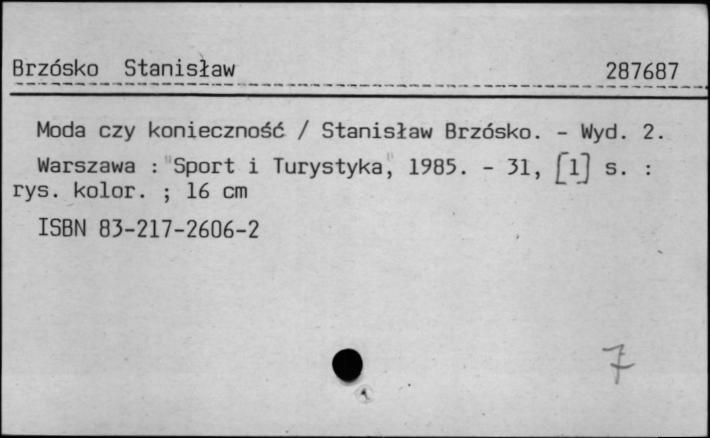 Brzósko Stanisław 287687
Moda czy konieczność / Stanisław Brzósko. - Wyd. 2.
Warszawa : "Sport i Turystyka", 1985. - 31, [1] s. :
rys. kolor. ; 16 cm
ISBN 83-217-2606-2
7